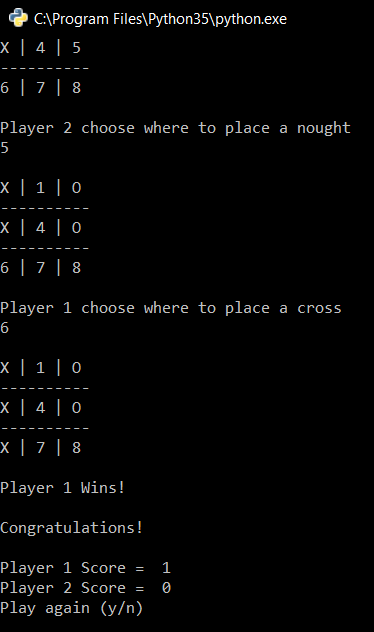 C:\Program Files\Python35\python.exe
X | 4 | 5
----------
6 | 7 | 8
Player 2 choose where to place a nought
5
X | 1 | O
----------
X | 4 | O
----------
6 | 7 | 8
Player 1 choose where to place a cross
6
X | 1 | O
----------
X | 4 | O
----------
X | 7 | 8
Player 1 Wins!
Congratulations!
Player 1 Score =  1
Player 2 Score =  0
Play again (y/n)